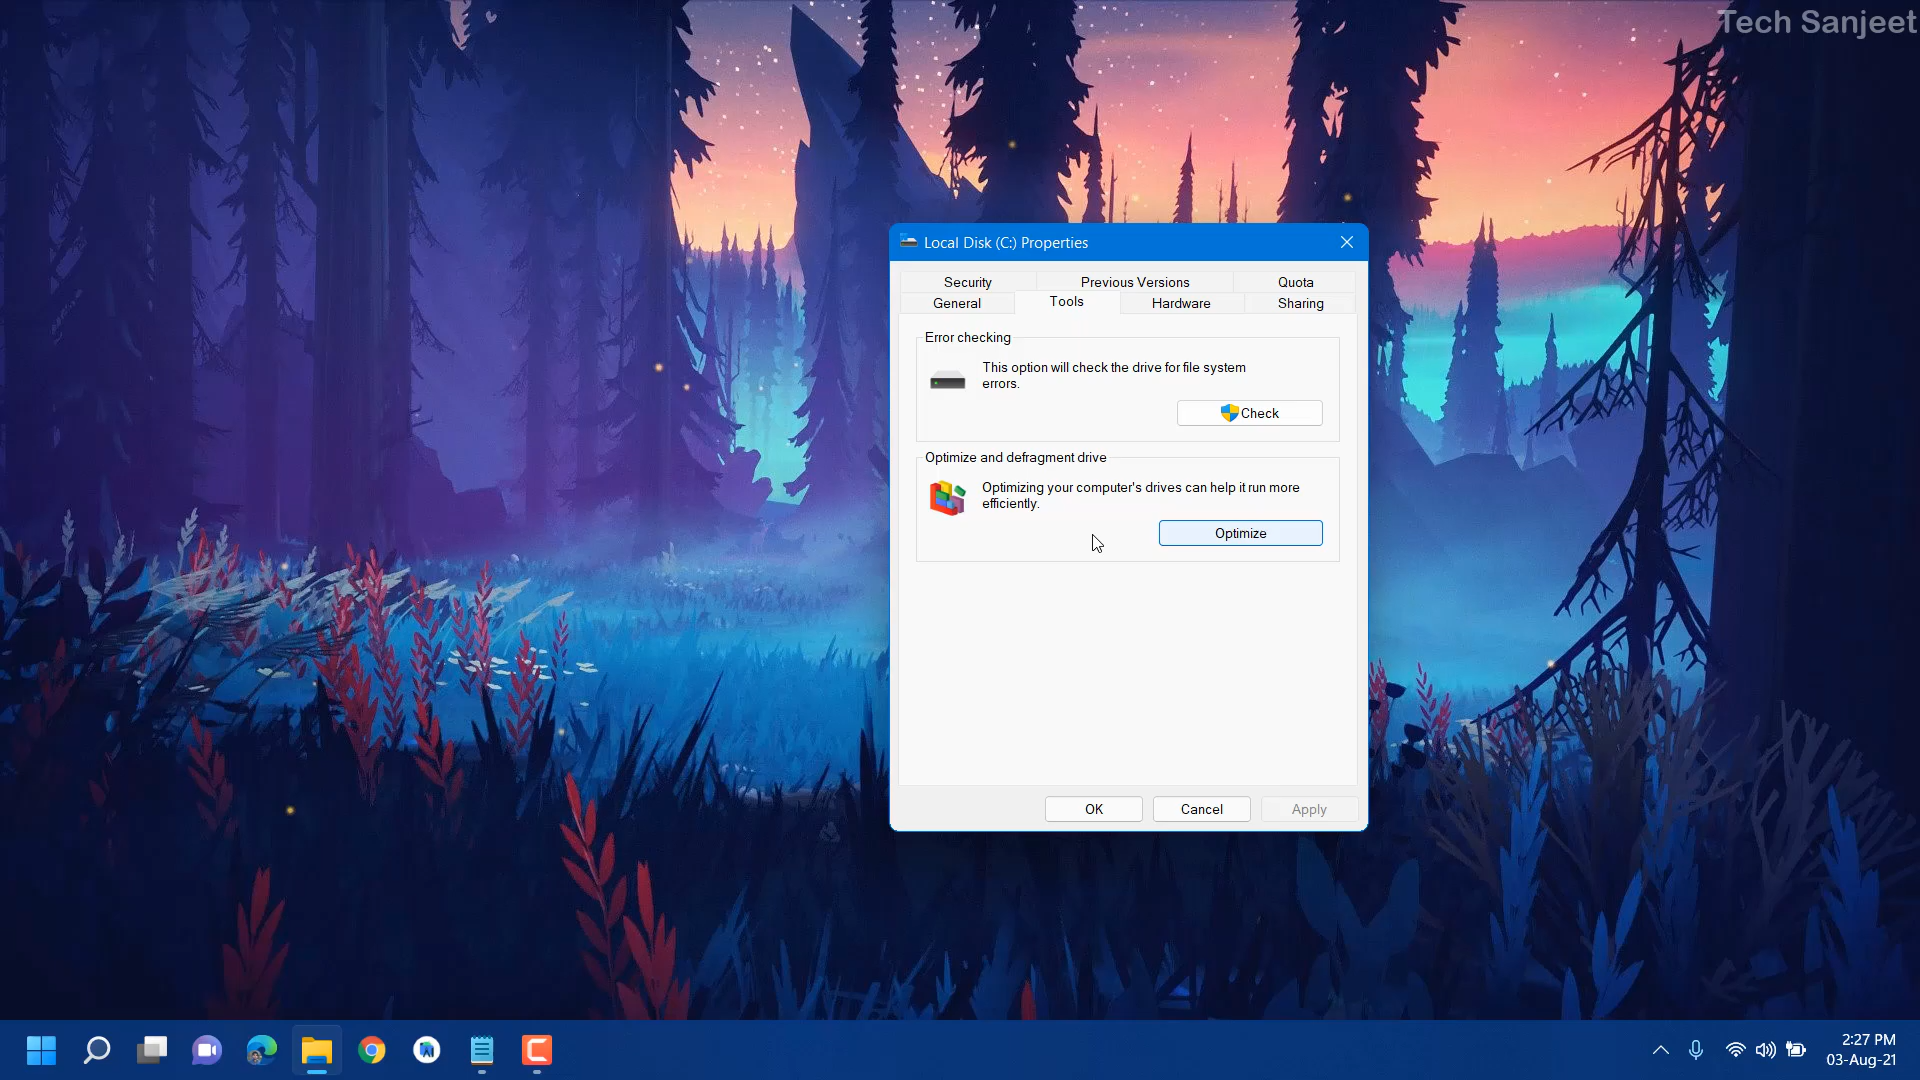 Tech Sanjeet
Local Disk (C:) Properties
Security
Previous Versions
Quota
General
Tools
Hardware
Sharing
Error checking
This option will check the drive for file system
errors.
Check
Optimize and defragment drive
Optimizing your computer's drives can help it run more
efficiently.
Optimize
OK
Cancel
Apply
2:27 PM
03-Aug-21